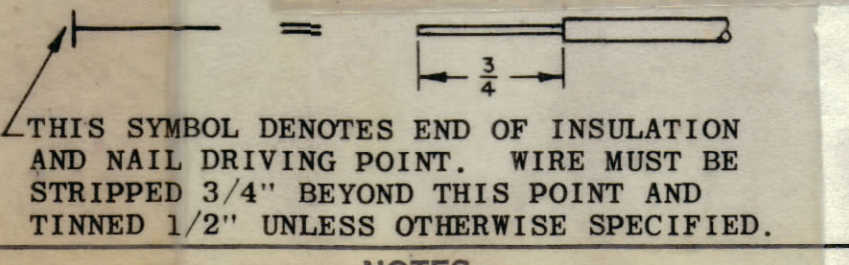 3/4
THIS SYMBOL DENOTES END OF INSULATION
AND NAIL DRIVING POINT. WIRE MUST BE
STRIPPED 3/4" BEYOND THIS POINT AND
TINNED 1/2" UNLESS OTHERWISE SPECIFIED.
NOTES